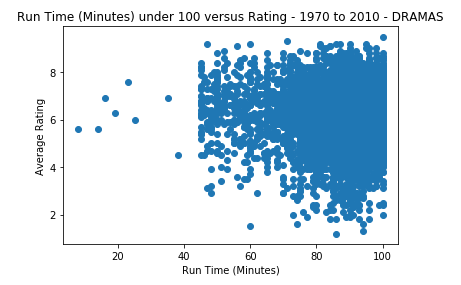 Run Time (Minutes) under 100 versus Rating - 1970 to 2010 - DRAMAS
8
6
4
2
Average Rating
20 40 60 80 100
Run Time (Minutes)